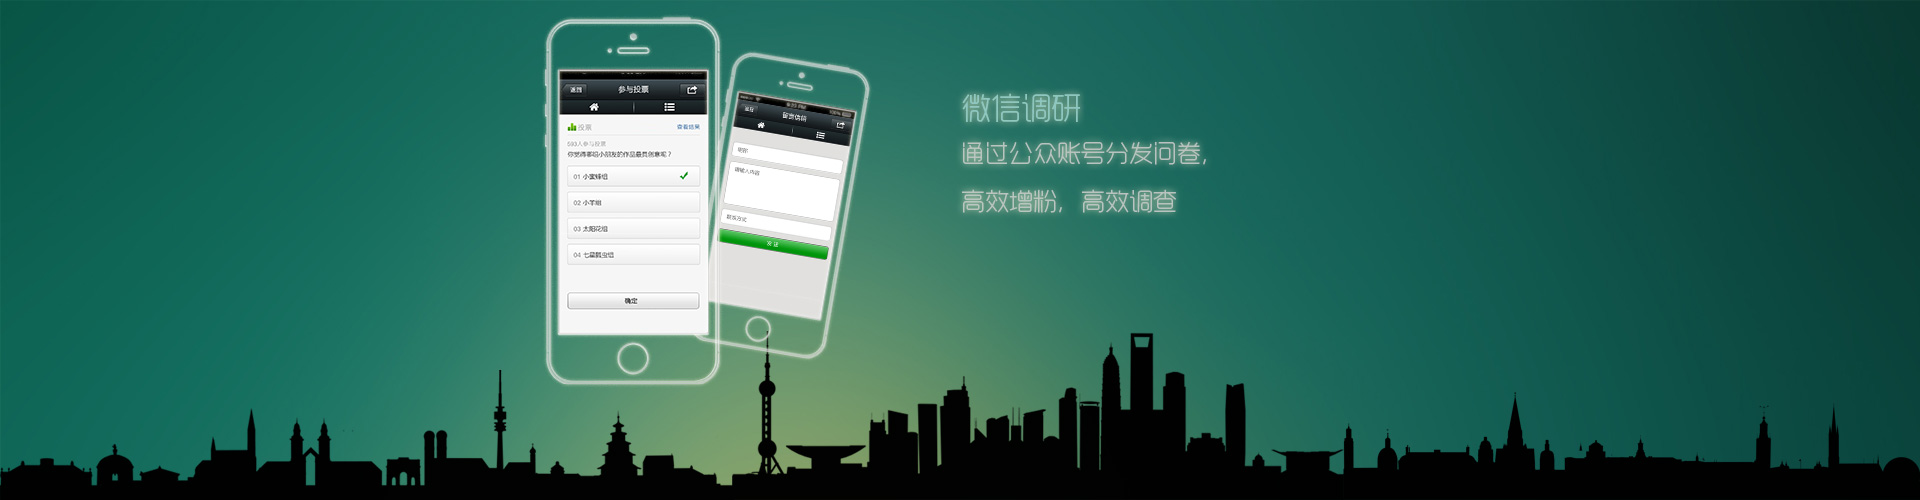 返回
参与投票
投票
查看结果
593人参与投票
你觉得哪组小朋友的作品最贵创意呢？
01 小蜜蜂组
02 小羊组
03 太阳花组
04 七星瓢虫组
确定
返回
留言信箱
昵称
请输入内容
联系方式
发送
微信调研
通过公众账号分发问卷,
高效增粉, 高效调查